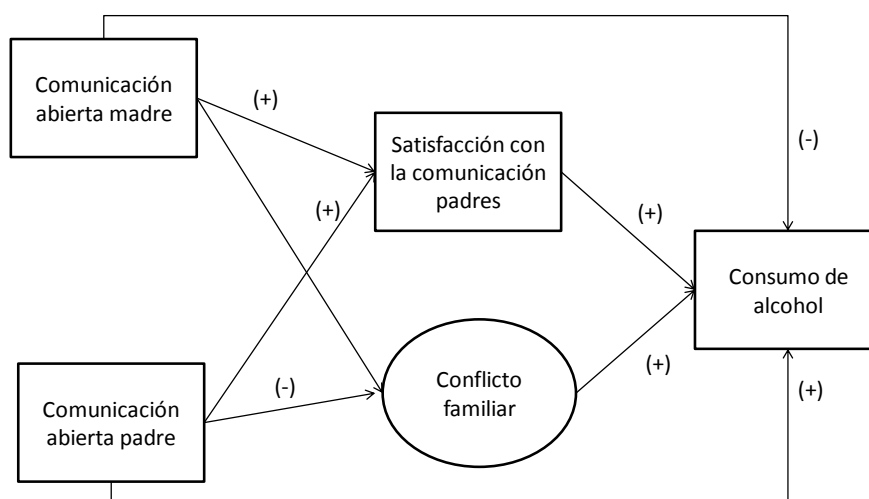 Comunicación
abierta madre
(+)
Satisfacción con
la comunicación
padres
(-)
(+)
(+)
Consumo de
alcohol
Comunicación
abierta padre
(-)
Conflicto
familiar
(+)
(+)